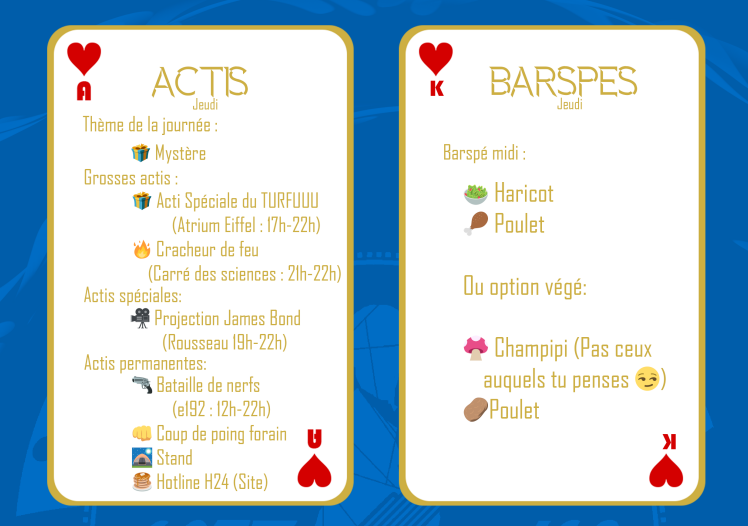 A
ACTIS
Jeudi
Thème de la journée :
🎁 Mystère
Grosses actis :
🎁 Acti Spéciale du TURFUUU
(Atrium Eiffel : 17h-22h)
🔥 Cracheur de feu
(Carré des sciences : 21h-22h)
Actis spéciales:
🎥 Projection James Bond
(Rousseau 19h-22h)
Actis permanentes:
🔫 Bataille de nerfs
(e192 : 12h-22h)
👊 Coup de poing forain
🏕 Stand
🥞 Hotline H24 (Site)
A
K
BARSPES
Jeudi
Barspé midi :
🥗 Haricot
🍗 Poulet
Ou option végé:
🍄 Champipi (Pas ceux
auquels tu penses 😏)
🥔Poulet
K